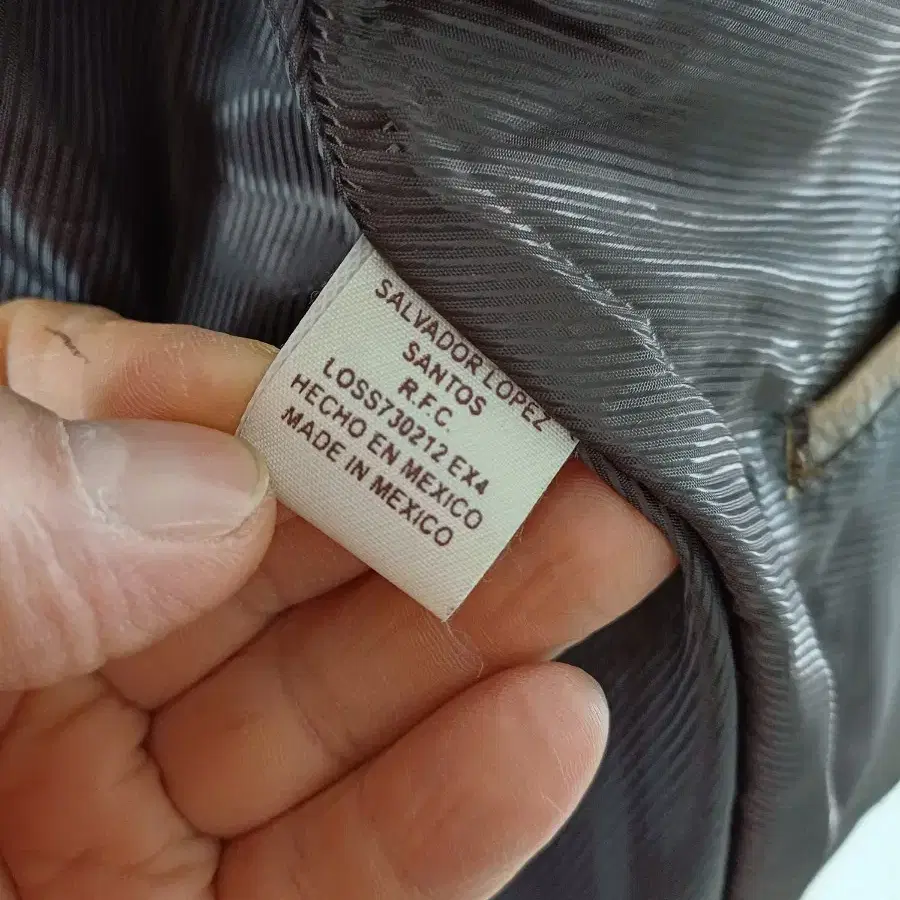 SALVADOR LOPEZ
SANTOS
R.F.C.
LOSS730212 EX4
HECHO EN MEXICO
MADE IN MEXICO